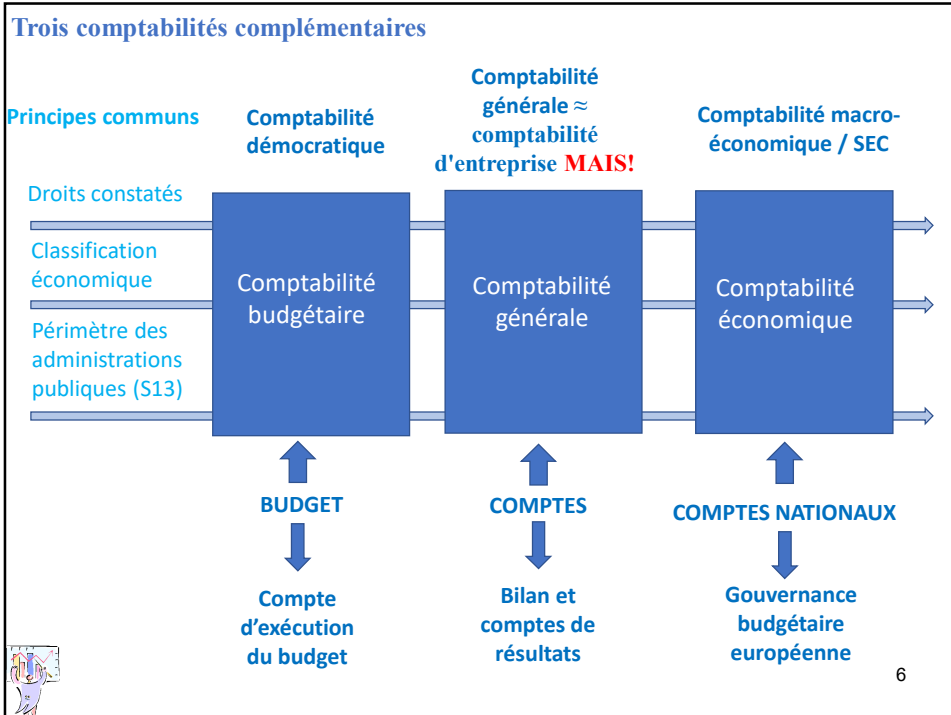 Trois comptabilités complémentaires
Principes communs
Comptabilité
démocratique
Comptabilité
générale ≈
comptabilité
d'entreprise MAIS!
Comptabilité macro-
économique / SEC
Droits constatés
Classification
économique
Périmètre des
administrations
publiques (S13)
Comptabilité
budgétaire
Comptabilité
générale
Comptabilité
économique
BUDGET
COMPTES
COMPTES NATIONAUX
Compte
d’exécution
du budget
Bilan et
comptes de
résultats
Gouvernance
budgétaire
européenne
6